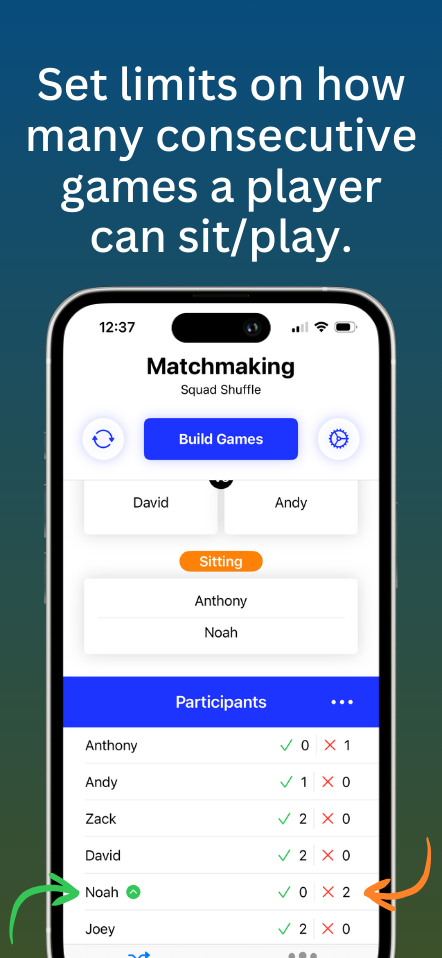 Set limits on how
many consecutive
games a player
can sit/play.
12:37
Matchmaking
Squad Shuffle
Build Games
David
Andy
Sitting
Anthony
Noah
Participants
Anthony 0 1
Andy 1 0
Zack 2 0
David 2 0
Noah 0 2
Joey 2 0